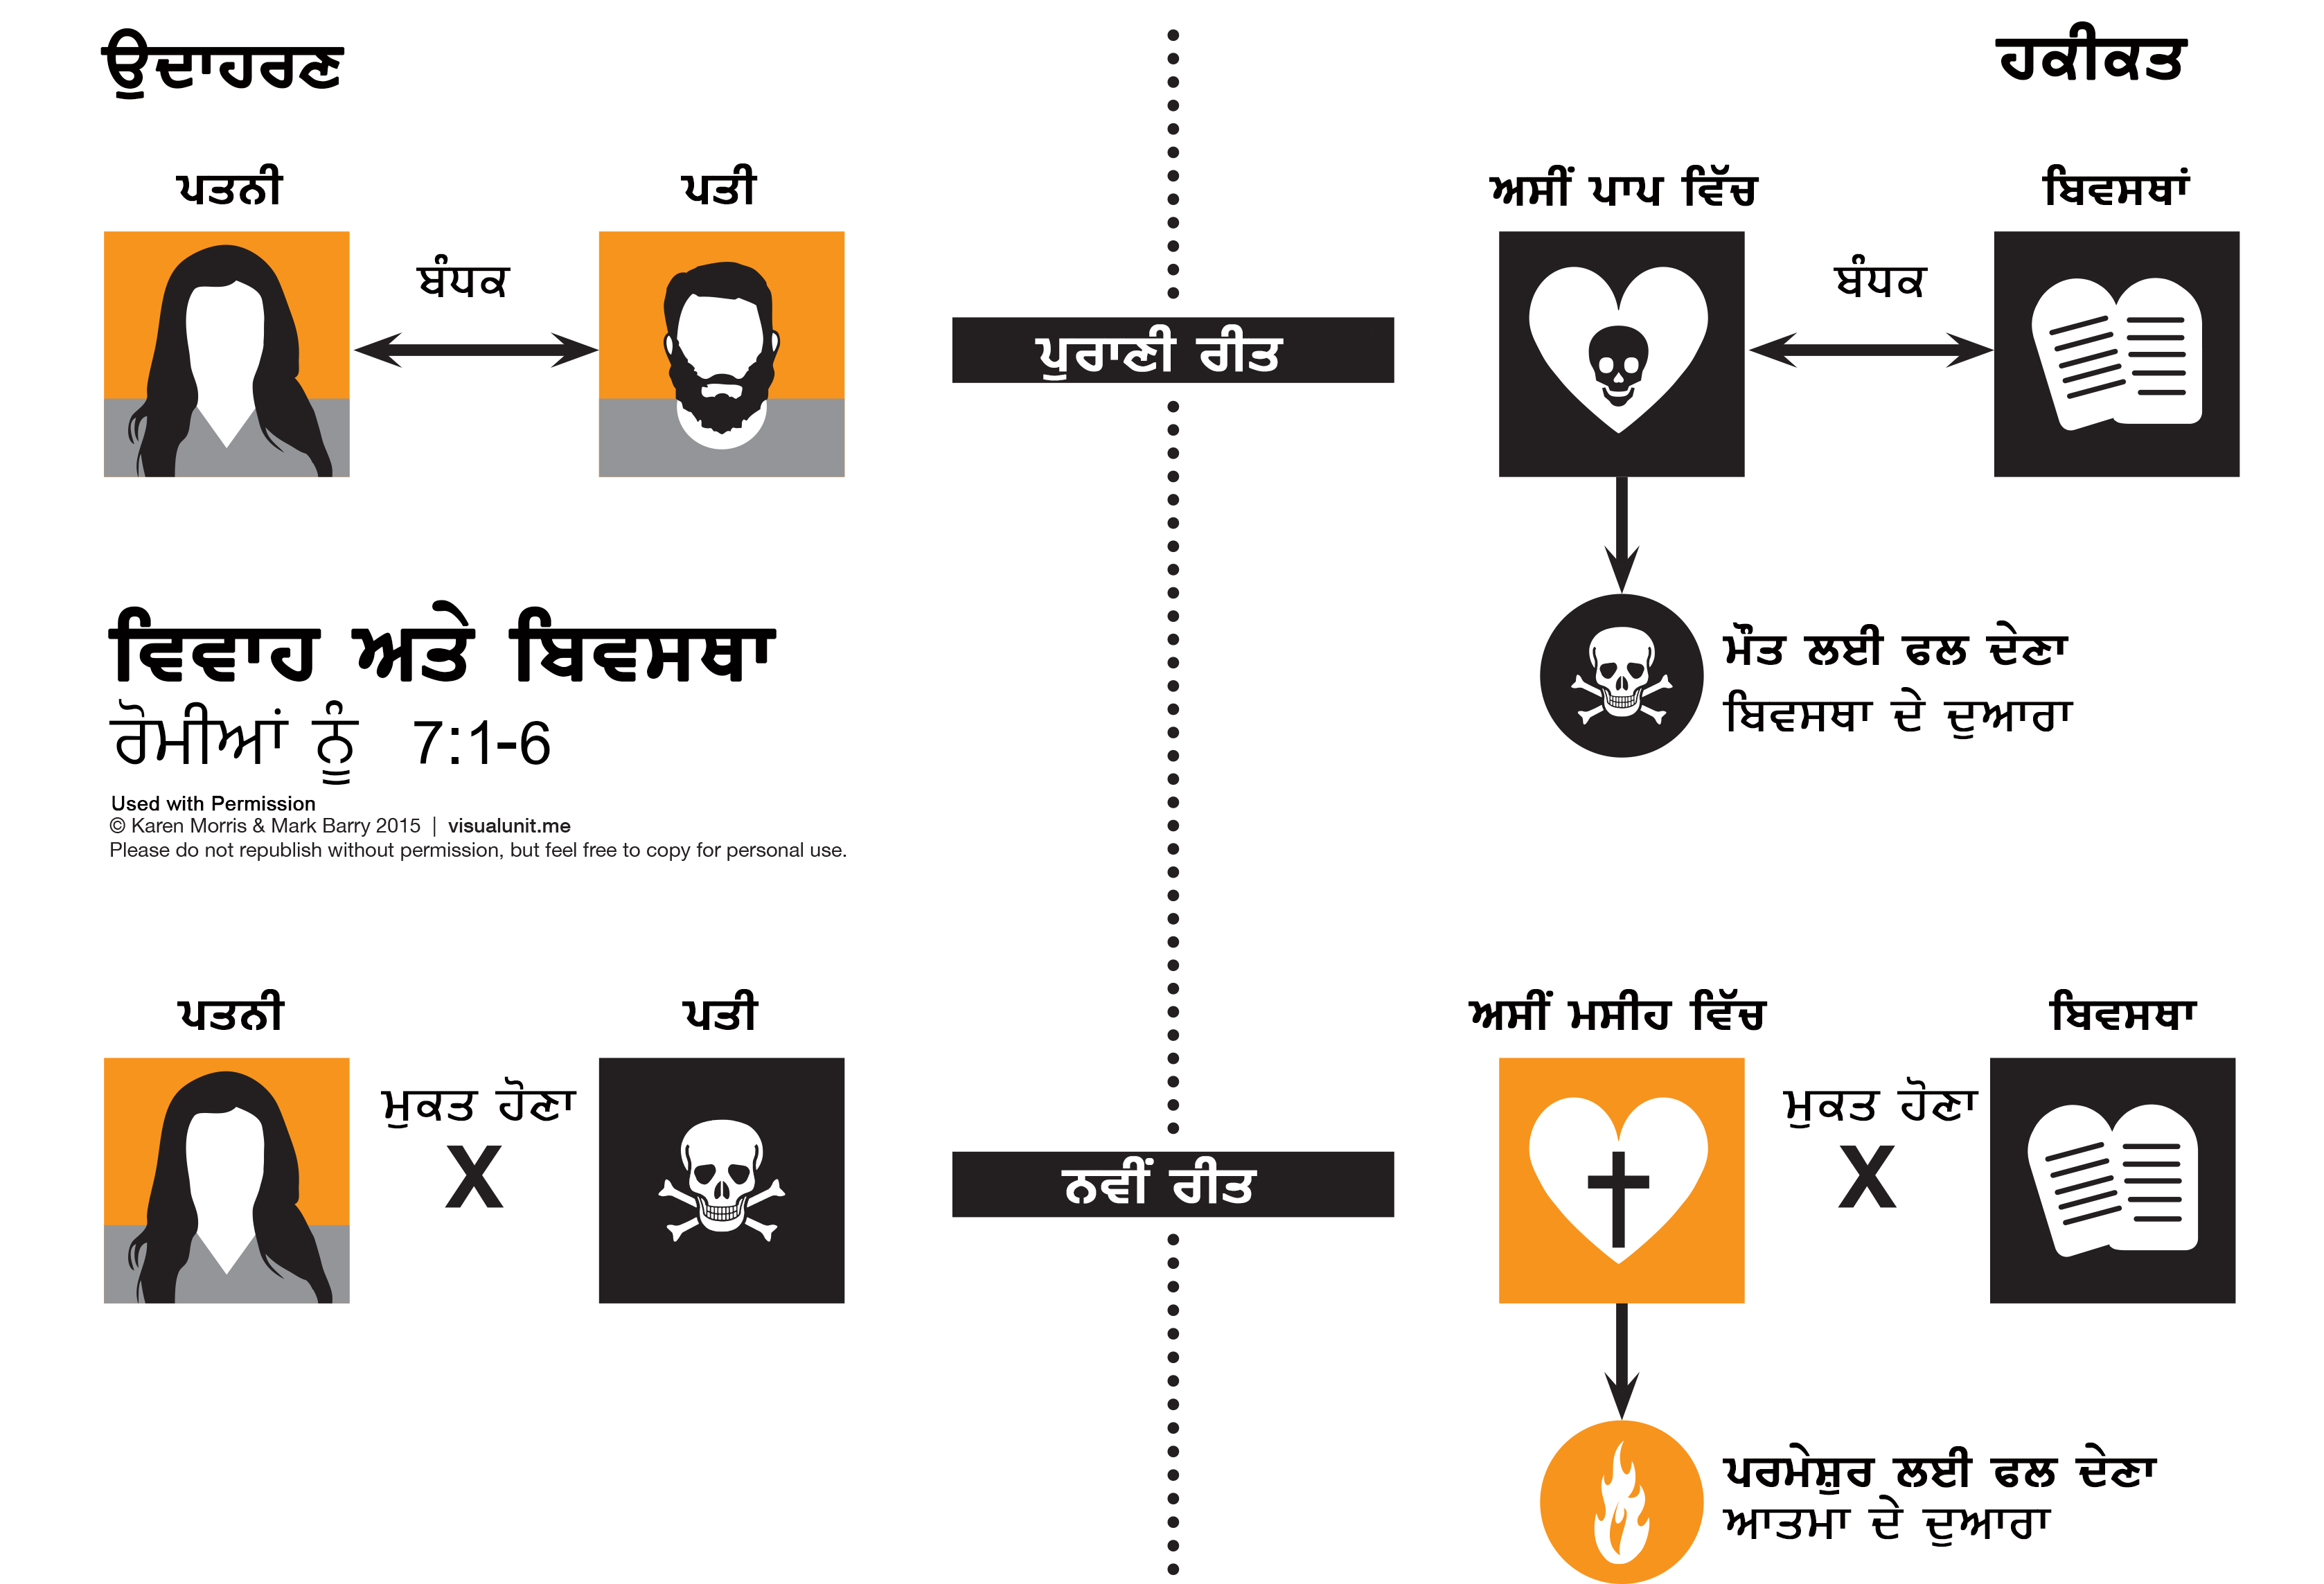 ਉਦਾਹਰਣ
ਹਕੀਕਤ
ਪਤਨੀ
ਪਤੀ
ਬੰਧਕ
ਪੁਰਾਣੀ ਰੀਤ
ਅਸੀਂ ਪਾਪ ਵਿੱਚ
ਬਿਵਸਥਾਂ
ਬੰਧਕ
ਮੌਤ ਲਈ ਫਲ ਦੇਣਾ
ਬਿਵਸਥਾ ਦੇ ਦੁਆਰਾ
ਵਿਵਾਹ ਅਤੇ ਬਿਵਸਥਾ
ਰੋਮੀਆਂ ਨੂੰ 7:1-6
Used with Permission
© Karen Morris & Mark Barry 2015 | visualunit.me
Please do not republish without permission, but feel free to copy for personal use.
ਪਤਨੀ
ਪਤੀ
ਮੁਕਤ ਹੋਣਾ
X
ਨਵੀਂ ਰੀਤ
ਅਸੀਂ ਮਸੀਹ ਵਿੱਚ
ਬਿਵਸਥਾ
ਮੁਕਤ ਹੋਣਾ
X
ਪਰਮੇਸ਼ੁਰ ਲਈ ਫਲ ਦੇਣਾ
ਆਤਮਾ ਦੇ ਦੁਆਰਾ